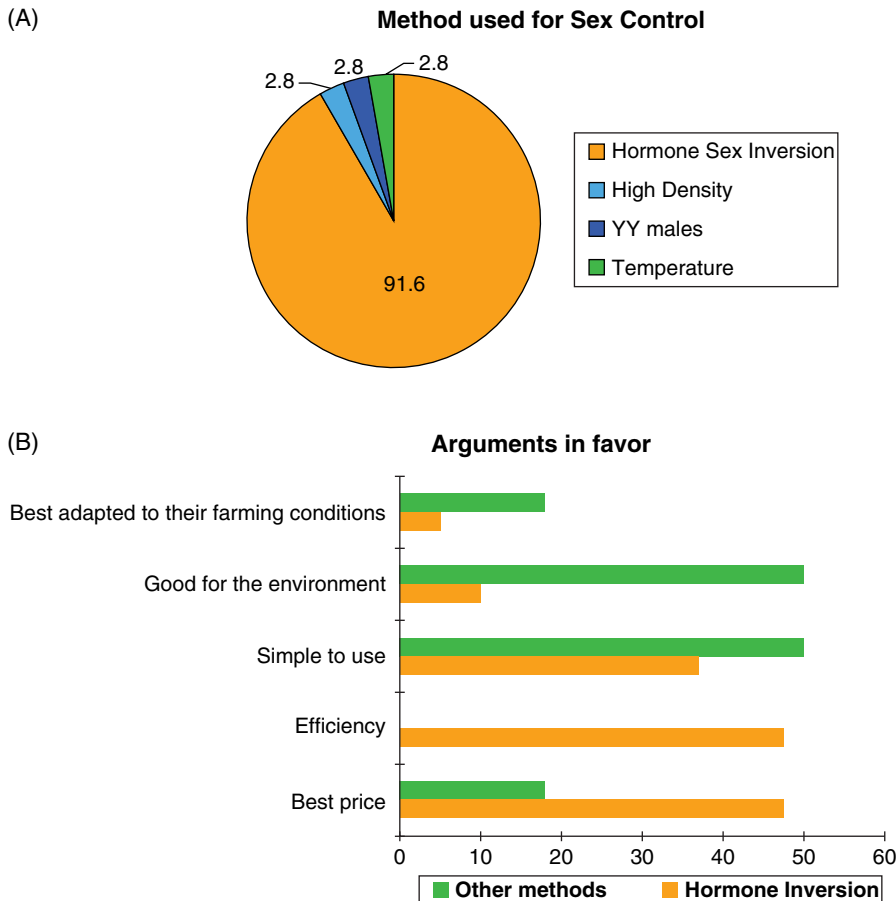 (A)
Method used for Sex Control
2.8
2.8
2.8
91.6
Hormone Sex Inversion
High Density
YY males
Temperature
(B)
Arguments in favor
Best adapted to their farming conditions
Good for the environment
Simple to use
Efficiency
Best price
0 10 20 30 40 50 60
Other methods Hormone Inversion